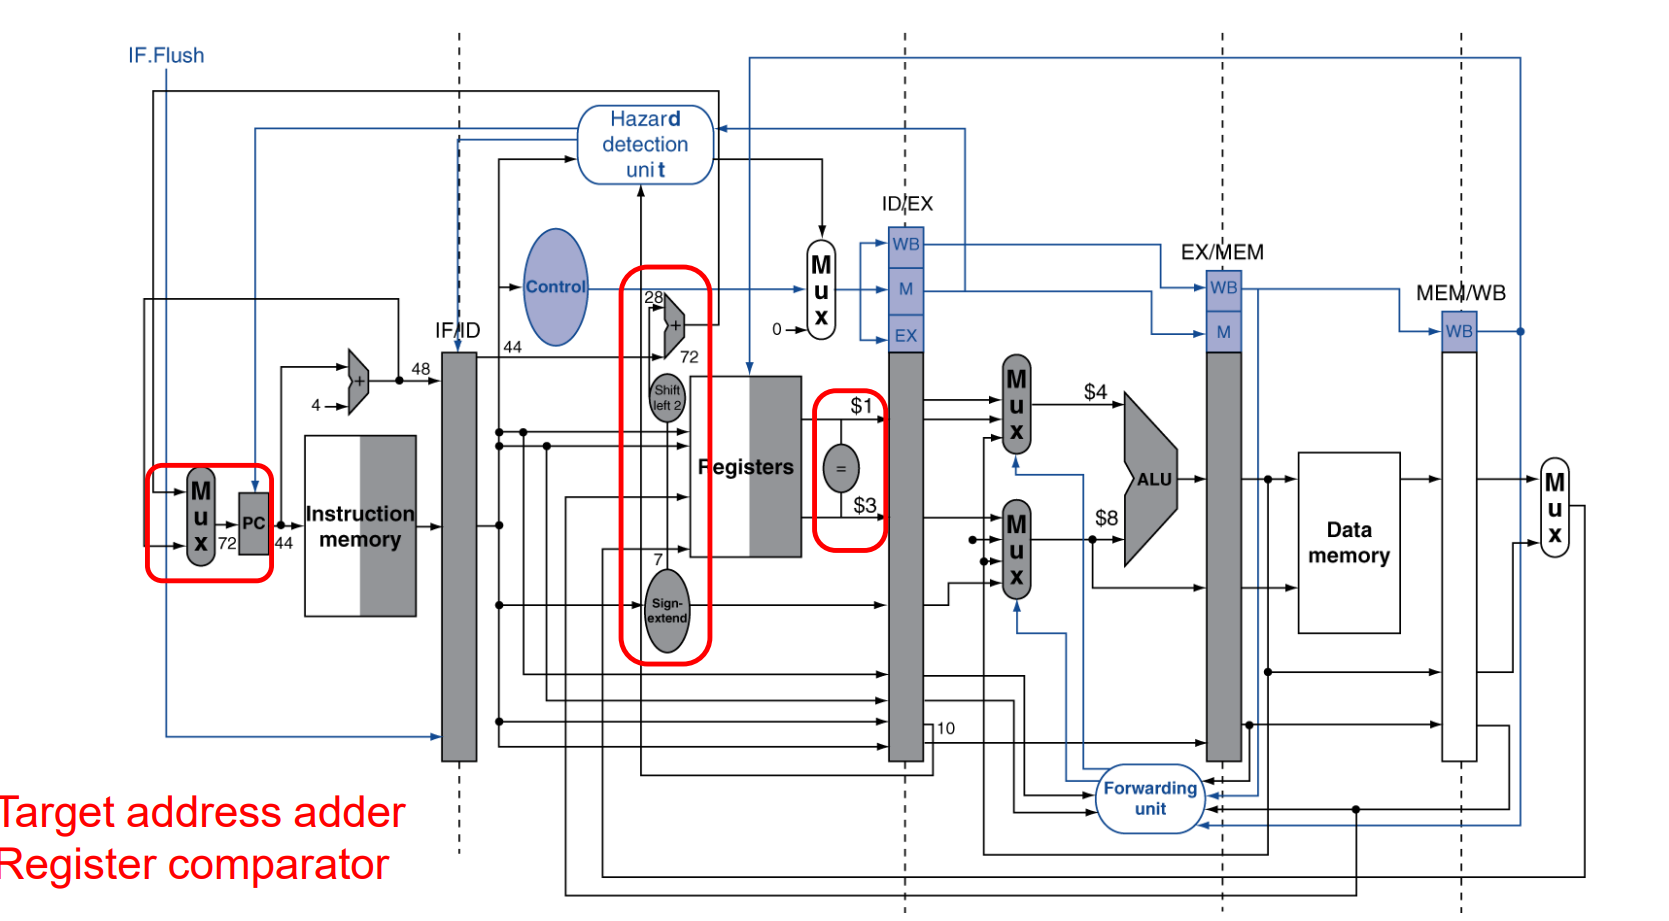 IF.Flush
Hazard
detection
unit
ID/EX
WB
M
EX
EX/MEM
WB
M
MEM/WB
WB
Control
M
u
x
0
28
+
72
IF/ID
44
48
+
4
Shift
left 2
Registers
$1
=
$3
M
u
x
$4
ALU
$8
M
u
x
M
u
x
72
PC
44
Instruction
memory
7
Sign-
extend
Data
memory
M
u
x
10
Forwarding
unit
Target address adder
Register comparator